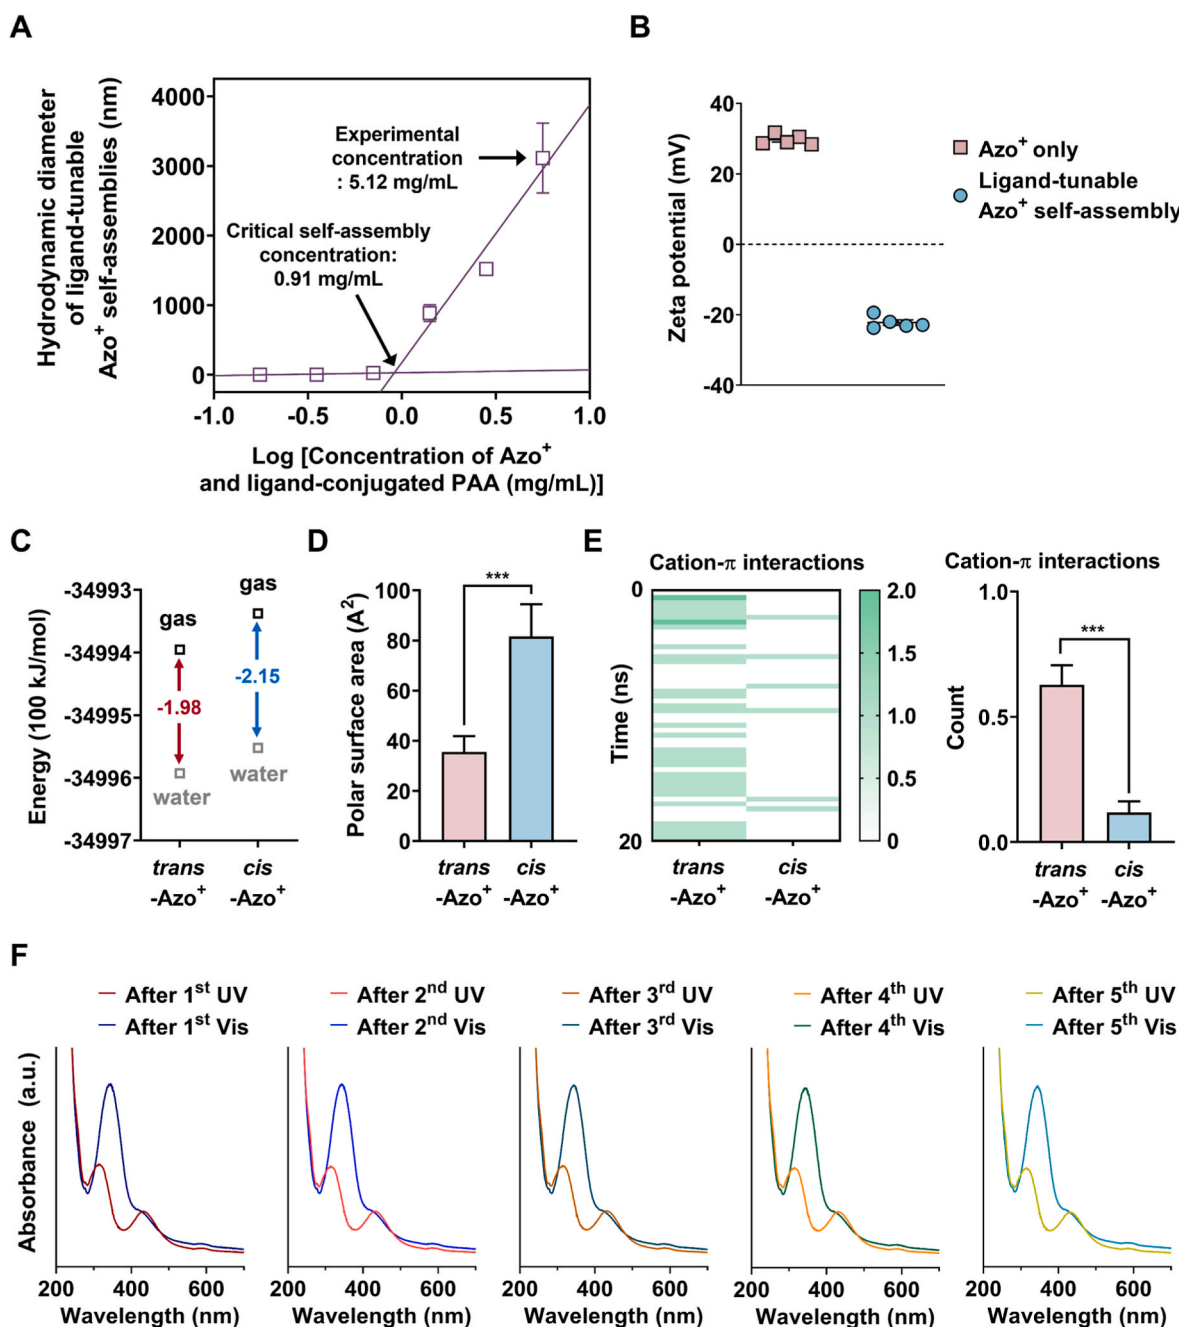 A
Hydrodynamic diameter
of ligand-tunable
Azo⁺ self-assemblies (nm)
4000
3000
2000
1000
0
-1.0
-0.5
0.0
0.5
1.0
Experimental
concentration
: 5.12 mg/mL
Critical self-assembly
concentration:
0.91 mg/mL
Log [Concentration of Azo⁺
and ligand-conjugated PAA (mg/mL)]
B
Zeta potential (mV)
40
20
0
-20
-40
Azo⁺ only
Ligand-tunable
Azo⁺ self-assembly
C
Energy (100 kJ/mol)
-34993
-34994
-34995
-34996
-34997
gas
gas
-1.98
-2.15
water
water
trans
-Azo⁺
cis
-Azo⁺
D
Polar surface area (A²)
100
80
60
40
20
0
***
trans
-Azo⁺
cis
-Azo⁺
E
Cation-π interactions
Time (ns)
0
20
trans
-Azo⁺
cis
-Azo⁺
2.0
1.5
1.0
0.5
0
Cation-π interactions
Count
1.0
0.5
0.0
***
trans
-Azo⁺
cis
-Azo⁺
F
Absorbance (a.u.)
After 1ˢᵗ UV
After 1ˢᵗ Vis
200 400 600
Wavelength (nm)
After 2ⁿᵈ UV
After 2ⁿᵈ Vis
200 400 600
Wavelength (nm)
After 3ʳᵈ UV
After 3ʳᵈ Vis
200 400 600
Wavelength (nm)
After 4ᵗʰ UV
After 4ᵗʰ Vis
200 400 600
Wavelength (nm)
After 5ᵗʰ UV
After 5ᵗʰ Vis
200 400 600
Wavelength (nm)